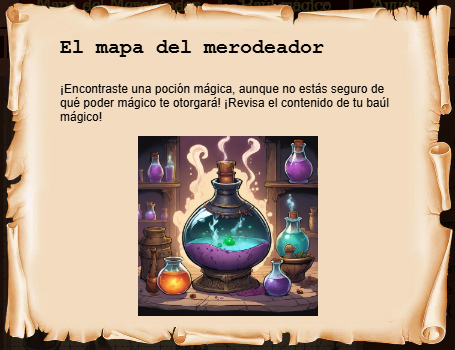 El mapa del merodeador
¡Encontraste una poción mágica, aunque no estás seguro de
qué poder mágico te otorgará! ¡Revisa el contenido de tu baúl
mágico!